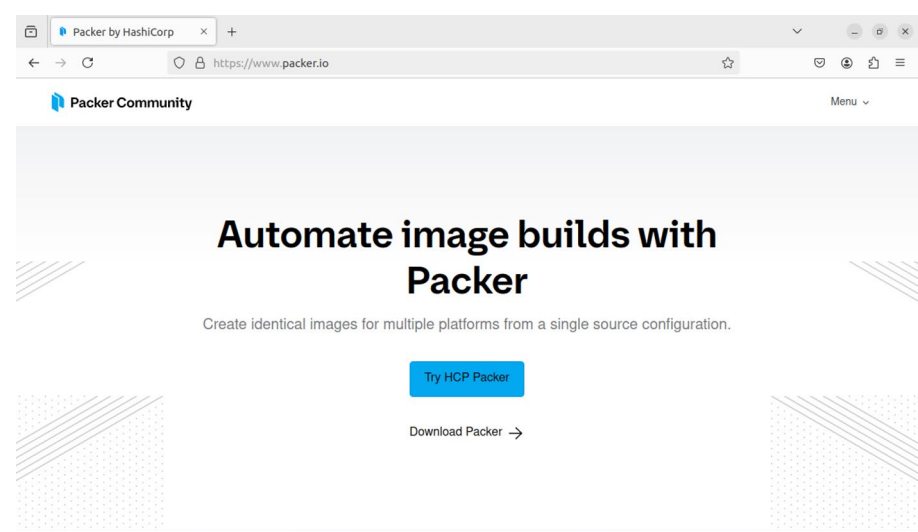 Packer by HashiCorp
https://www.packer.io
Packer Community
Menu
Automate image builds with
Packer
Create identical images for multiple platforms from a single source configuration.
Try HCP Packer
Download Packer